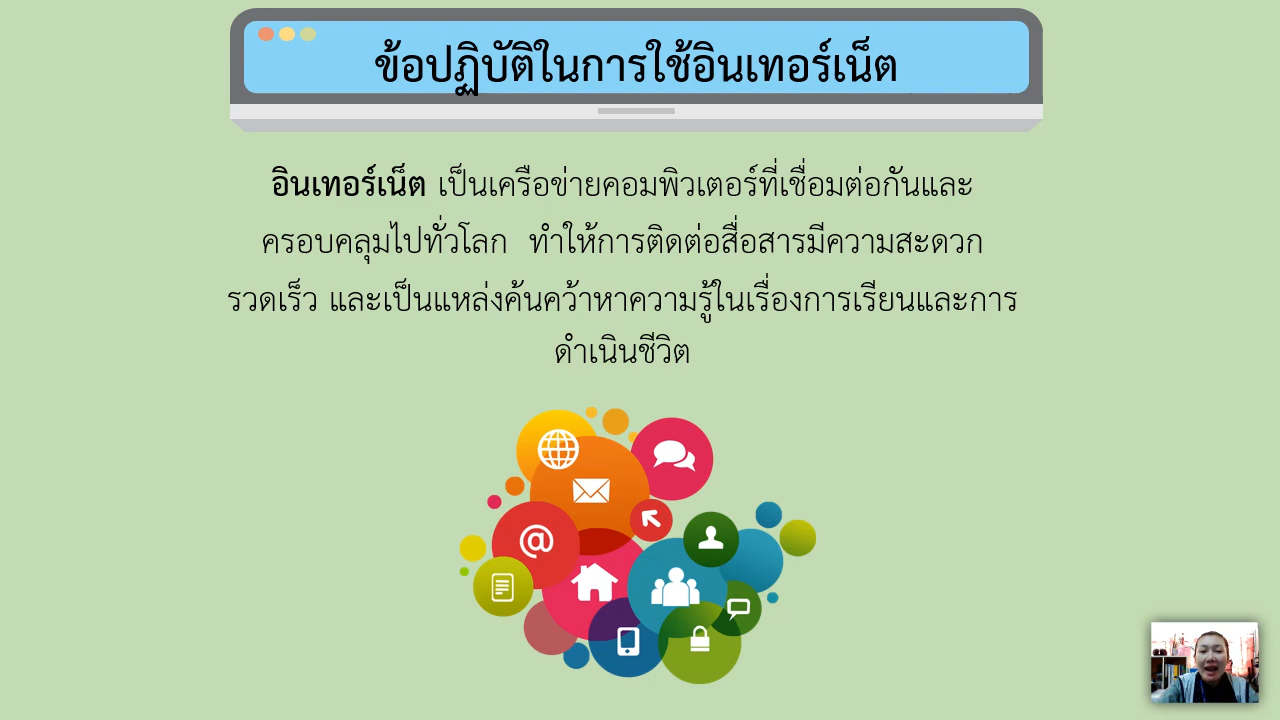 ข้อปฏิบัติในการใช้อินเทอร์เน็ต
อินเทอร์เน็ต เป็นเครือข่ายคอมพิวเตอร์ที่เชื่อมต่อกันและ
ครอบคลุมไปทั่วโลก ทำให้การติดต่อสื่อสารมีความสะดวก
รวดเร็ว และเป็นแหล่งค้นคว้าหาความรู้ในเรื่องการเรียนและการ
ดำเนินชีวิต
@